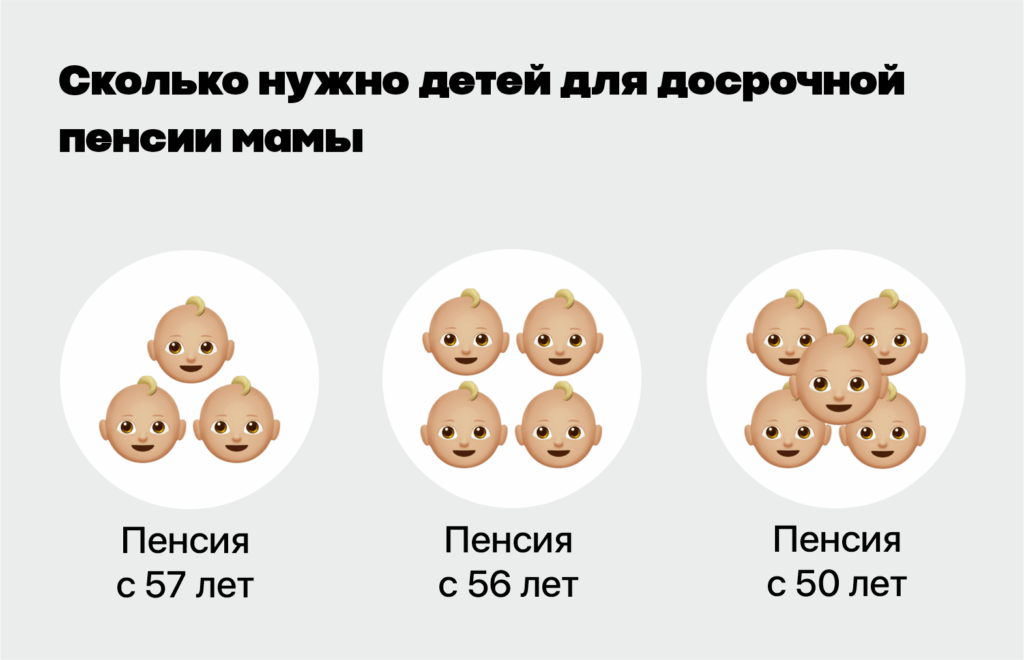 Сколько нужно детей для досрочной
пенсии мамы
Пенсия
с 57 лет
Пенсия
с 56 лет
Пенсия
с 50 лет